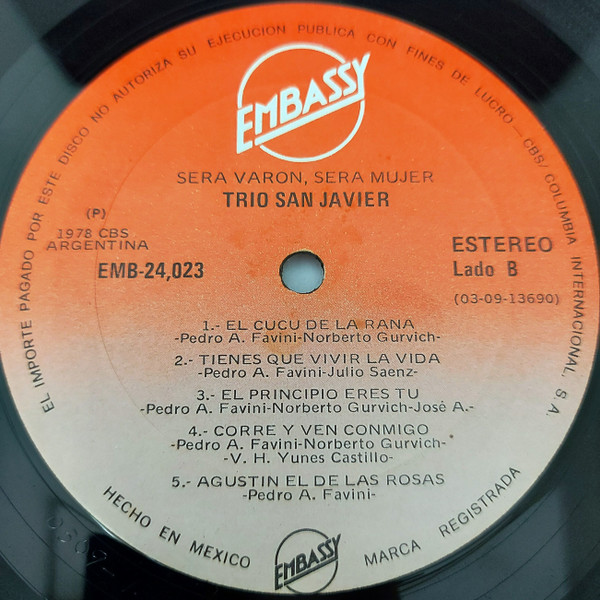 EL IMPORTE PAGADO POR ESTE DISCO NO AUTORIZA SU EJECUCION PUBLICA CON FINES DE LUCRO — CBS/COLUMBIA INTERNACIONAL, S.A.
EMBASSY
SERA VARON, SERA MUJER
TRIO SAN JAVIER
(P)
1978 CBS
ARGENTINA
EMB-24,023
ESTEREO
Lado B
(03-09-13690)
1.- EL CUCU DE LA RANA
-Pedro A. Favini-Norberto Gurvich-
2.- TIENES QUE VIVIR LA VIDA
-Pedro A. Favini-Julio Saenz-
3.- EL PRINCIPIO ERES TU
-Pedro A. Favini-Norberto Gurvich-José A.-
4.- CORRE Y VEN CONMIGO
-Pedro A. Favini-Norberto Gurvich-
-V. H. Yunes Castillo-
5.- AGUSTIN EL DE LAS ROSAS
-Pedro A. Favini-
HECHO EN MEXICO
EMBASSY
MARCA REGISTRADA